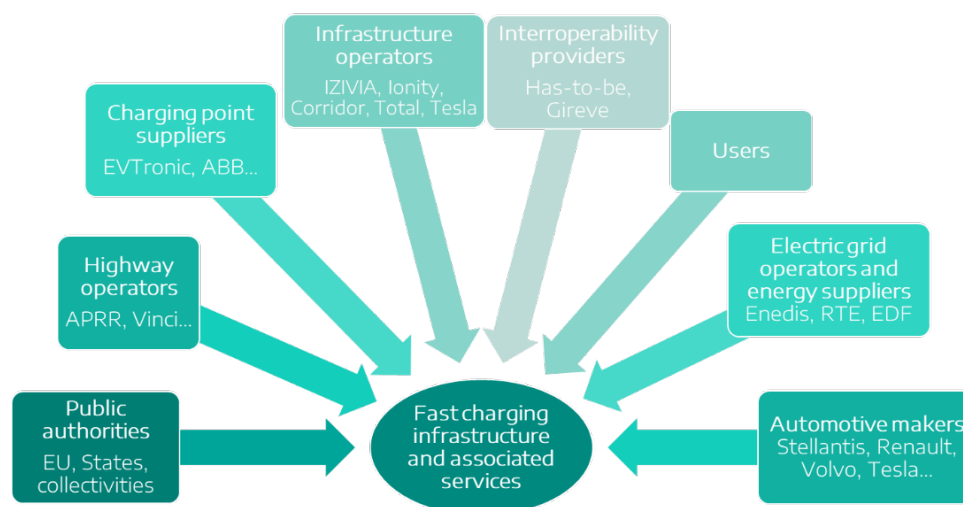 Infrastructure
operators
IZIVIA, Ionity,
Corridor, Total, Tesla
Interroperability
providers
Has-to-be,
Gireve
Charging point
suppliers
EVTronic, ABB...
Users
Highway
operators
APRR, Vinci...
Electric grid
operators and
energy suppliers
Enedis, RTE, EDF
Public
authorities
EU, States,
collectivities
Fast charging
infrastructure
and associated
services
Automotive makers
Stellantis, Renault,
Volvo, Tesla...